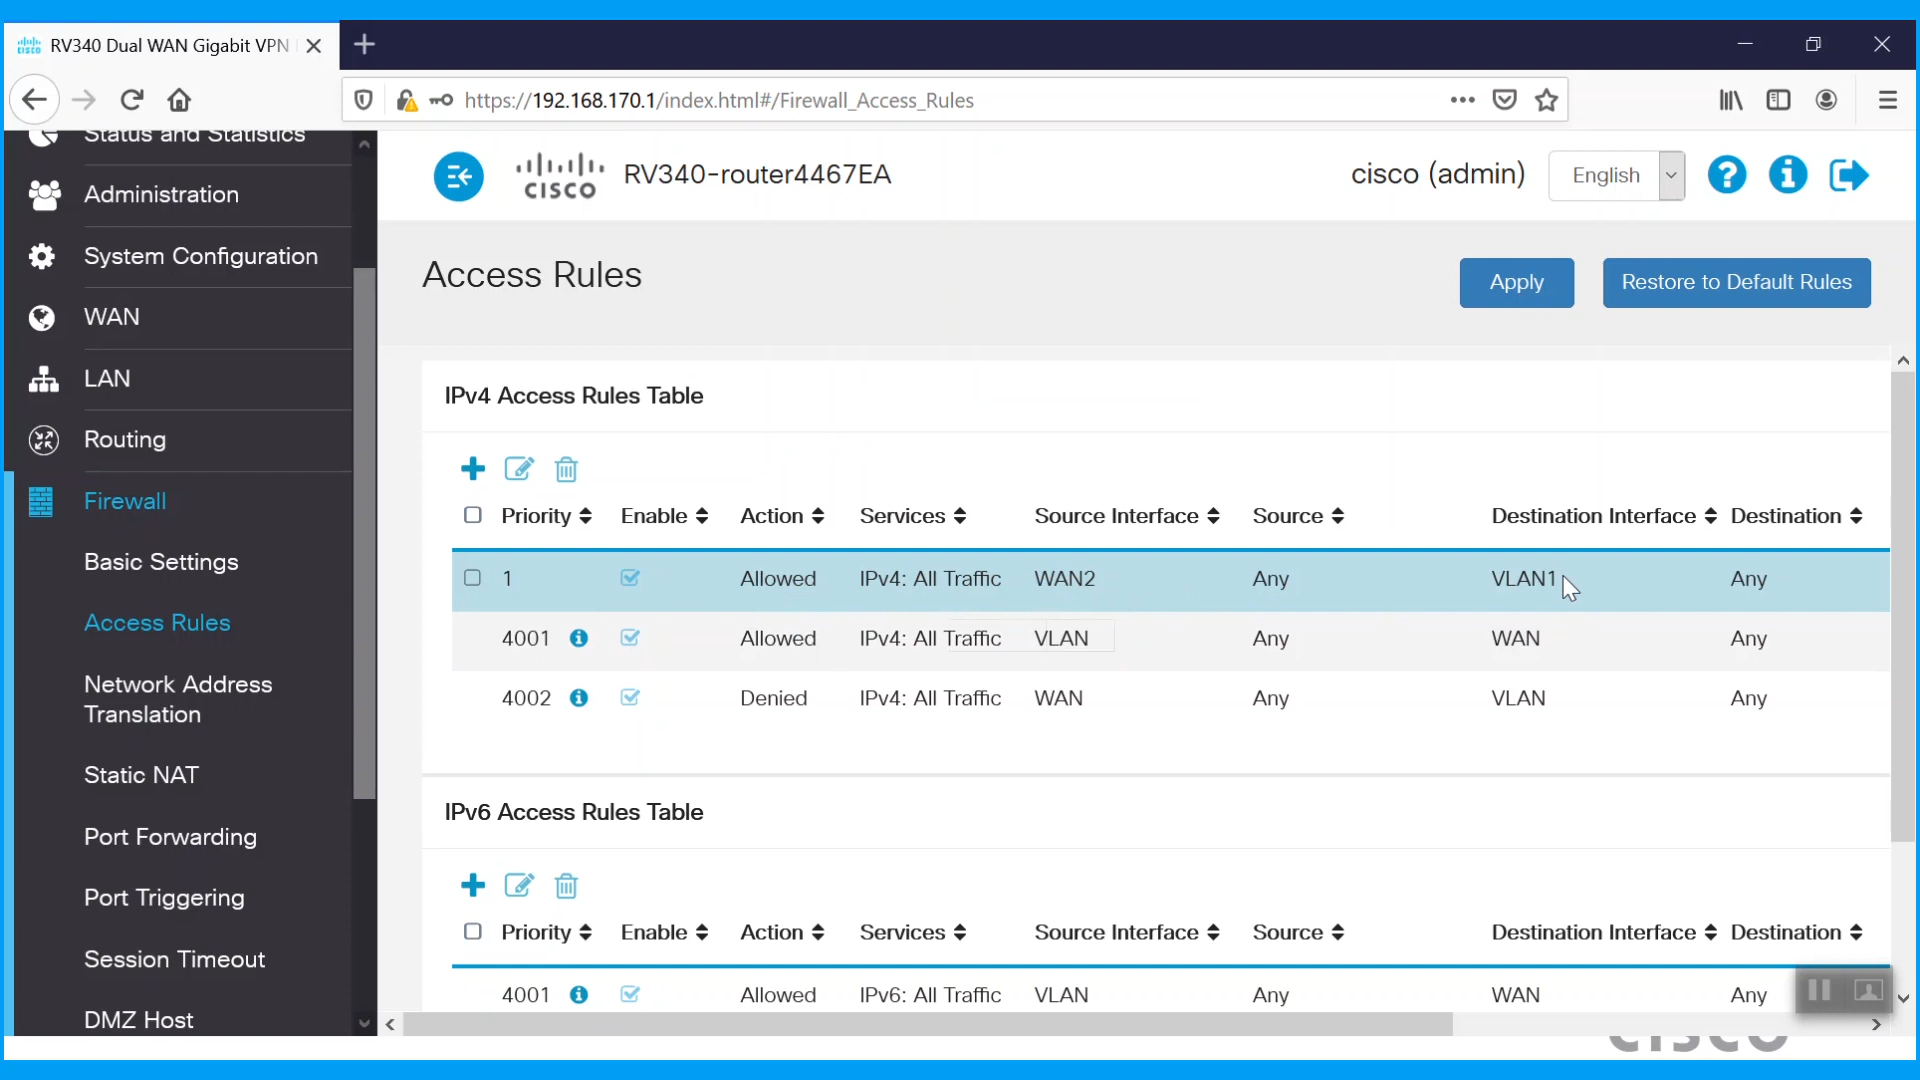 RV340 Dual WAN Gigabit VPN
https://192.168.170.1/index.html#/Firewall_Access_Rules
Status and Statistics
Administration
System Configuration
WAN
LAN
Routing
Firewall
Basic Settings
Access Rules
Network Address
Translation
Static NAT
Port Forwarding
Port Triggering
Session Timeout
DMZ Host
CISCO RV340-router4467EA cisco (admin) English
Access Rules Apply Restore to Default Rules
IPv4 Access Rules Table
Priority Enable Action Services Source Interface Source Destination Interface Destination
1 Allowed IPv4: All Traffic WAN2 Any VLAN1 Any
4001 Allowed IPv4: All Traffic VLAN Any WAN Any
4002 Denied IPv4: All Traffic WAN Any VLAN Any
IPv6 Access Rules Table
Priority Enable Action Services Source Interface Source Destination Interface Destination
4001 Allowed IPv6: All Traffic VLAN Any WAN Any
CISCO